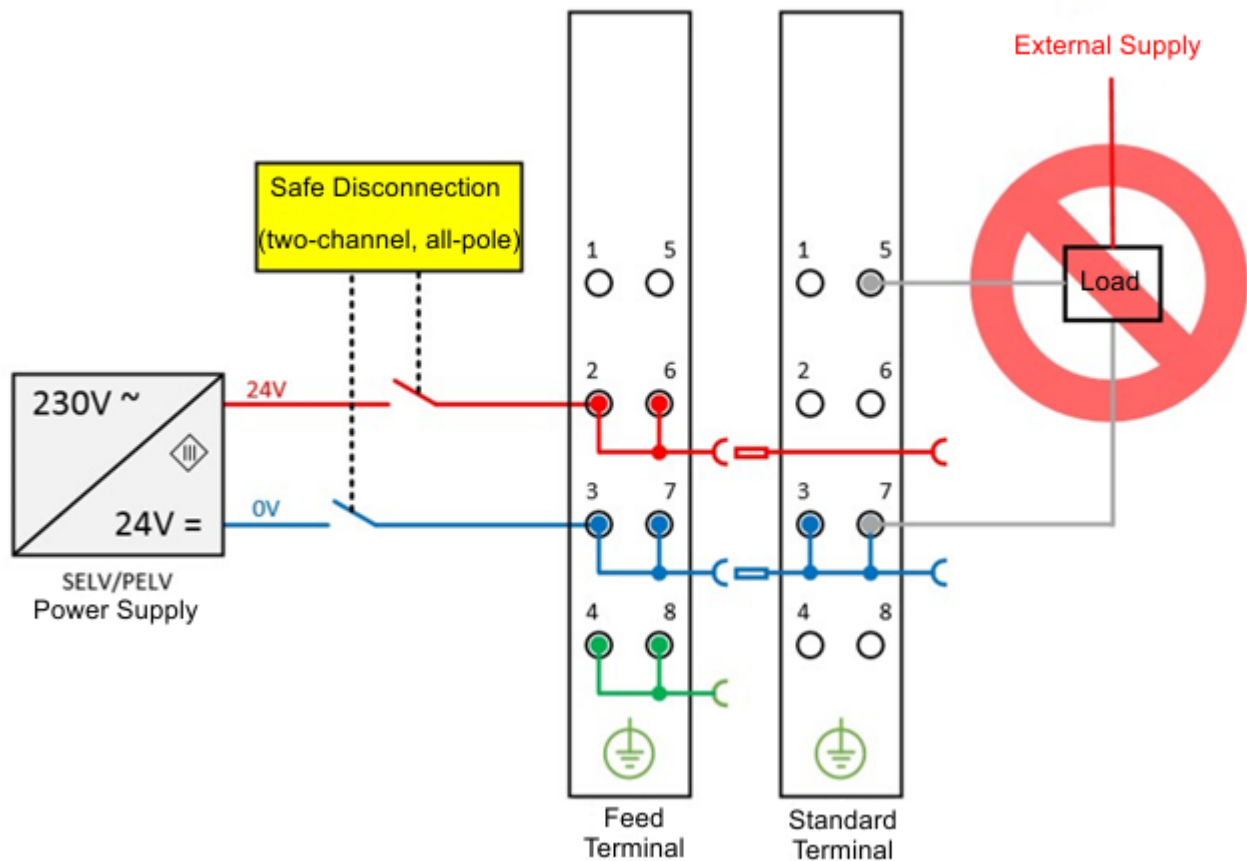 External Supply
Safe Disconnection
(two-channel, all-pole)
1 5
1 5
Load
230V ~
24V
2 6
2 6
III
24V =
0V
3 7
3 7
SELV/PELV
Power Supply
4 8
4 8
Feed
Terminal
Standard
Terminal